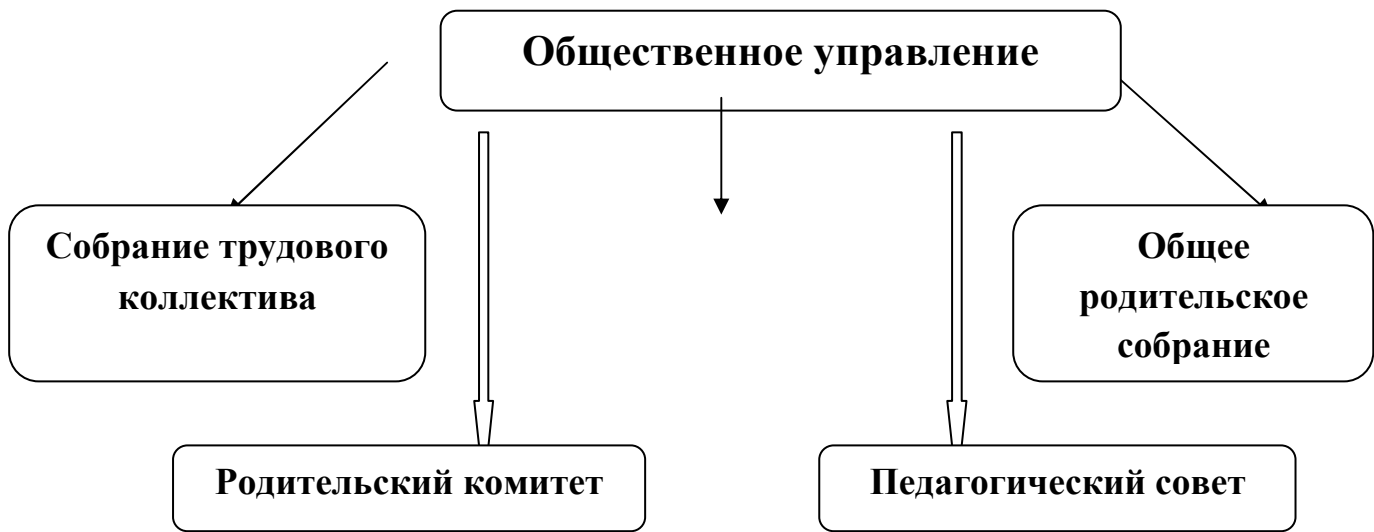 Общественное управление
Собрание трудового
коллектива
Общее
родительское
собрание
Родительский комитет
Педагогический совет